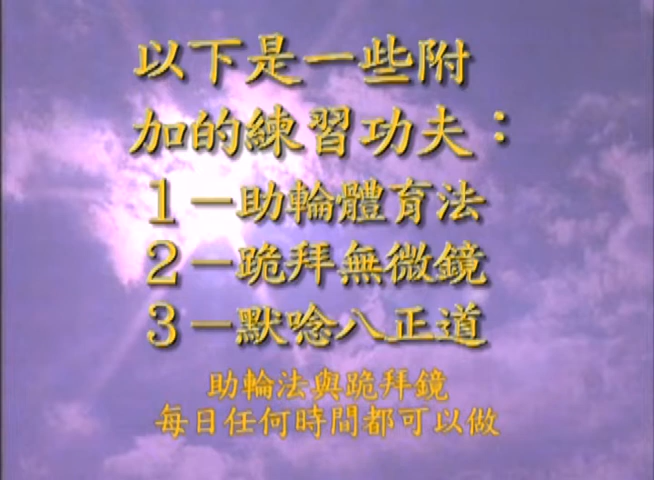 以下是一些附
加的練習功夫：
1－助輪體育法
2－跪拜無微鏡
3－默唸八正道
助輪法與跪拜鏡
每日任何時間都可以做